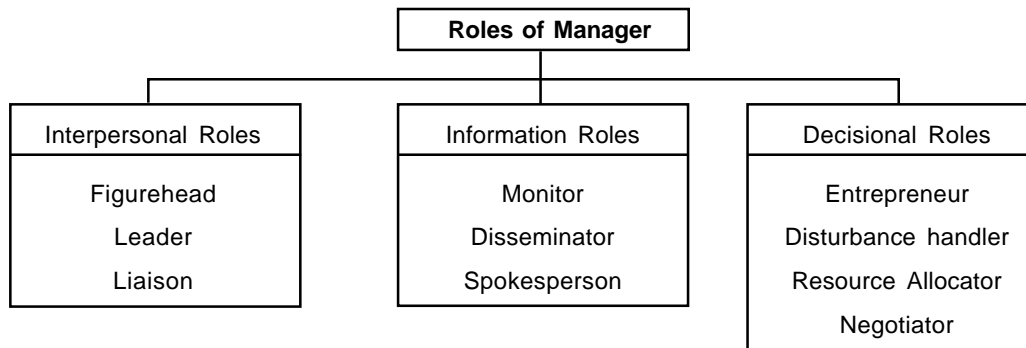 Roles of Manager
Interpersonal Roles
Figurehead
Leader
Liaison
Information Roles
Monitor
Disseminator
Spokesperson
Decisional Roles
Entrepreneur
Disturbance handler
Resource Allocator
Negotiator